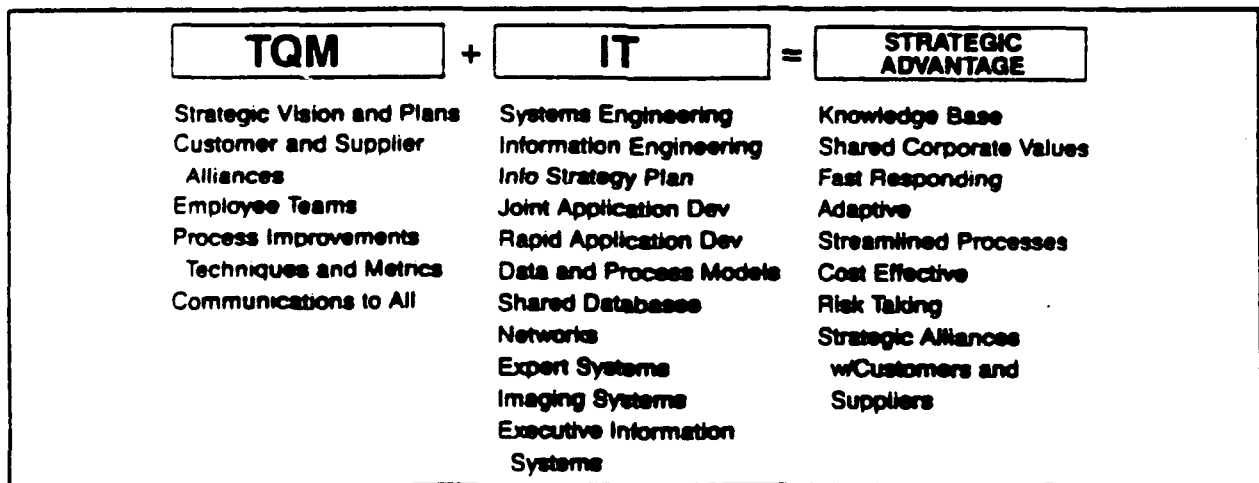 TQM + IT = STRATEGIC ADVANTAGE
Strategic Vision and Plans
Customer and Supplier
Alliances
Employee Teams
Process Improvements
Techniques and Metrics
Communications to All
Systems Engineering
Information Engineering
Info Strategy Plan
Joint Application Dev
Rapid Application Dev
Data and Process Models
Shared Databases
Networks
Expert Systems
Imaging Systems
Executive Information
Systems
Knowledge Base
Shared Corporate Values
Fast Responding
Adaptive
Streamlined Processes
Cost Effective
Risk Taking
Strategic Alliances
w/Customers and
Suppliers